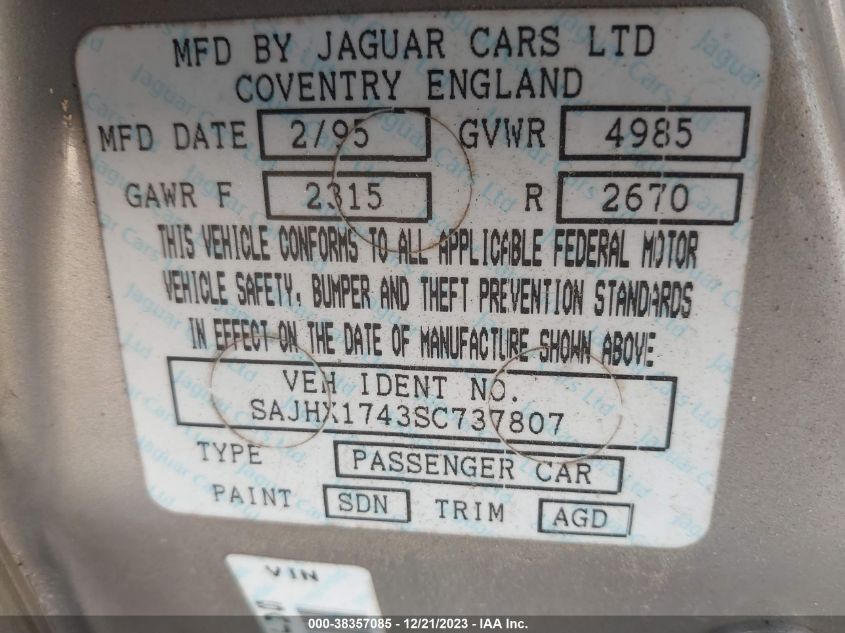 MFD BY JAGUAR CARS LTD
COVENTRY ENGLAND
MFD DATE 2/95 GVWR 4985
GAWR F 2315 R 2670
THIS VEHICLE CONFORMS TO ALL APPLICABLE FEDERAL MOTOR
VEHICLE SAFETY, BUMPER AND THEFT PREVENTION STANDARDS
IN EFFECT ON THE DATE OF MANUFACTURE SHOWN ABOVE
VEH IDENT NO.
SAJHX1743SC737807
TYPE PASSENGER CAR
PAINT SDN TRIM AGD
VIN
000-38357085 - 12/21/2023 - IAA Inc.